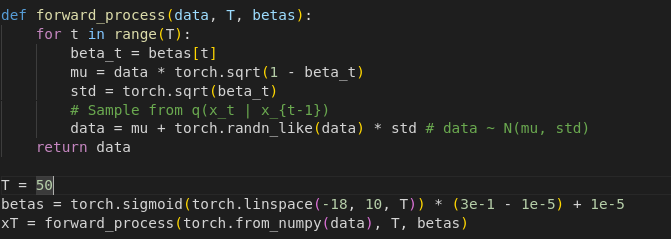 def forward_process(data, T, betas):
    for t in range(T):
        beta_t = betas[t]
        mu = data * torch.sqrt(1 - beta_t)
        std = torch.sqrt(beta_t)
        # Sample from q(x_t | x_{t-1})
        data = mu + torch.randn_like(data) * std # data ~ N(mu, std)
    return data

T = 50
betas = torch.sigmoid(torch.linspace(-18, 10, T)) * (3e-1 - 1e-5) + 1e-5
xT = forward_process(torch.from_numpy(data), T, betas)